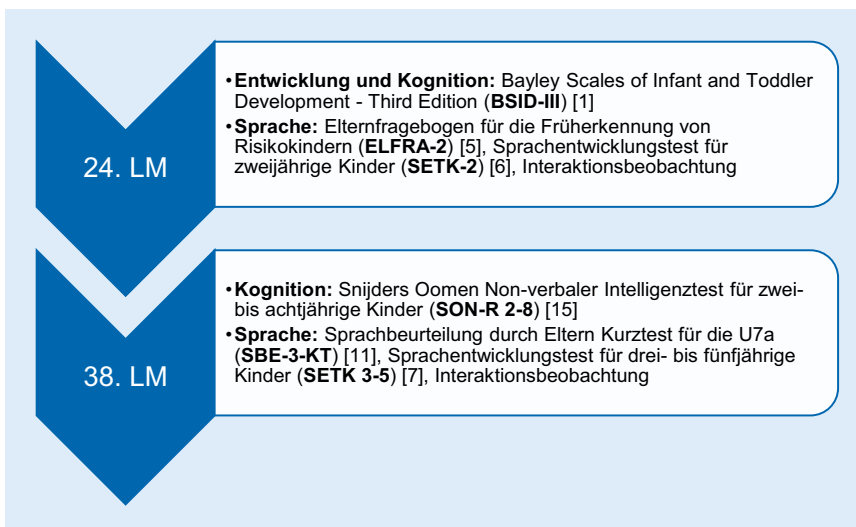 24. LM
•Entwicklung und Kognition: Bayley Scales of Infant and Toddler
Development - Third Edition (BSID-III) [1]
•Sprache: Elternfragebogen für die Früherkennung von
Risikokindern (ELFRA-2) [5], Sprachentwicklungstest für
zweijährige Kinder (SETK-2) [6], Interaktionsbeobachtung
38. LM
•Kognition: Snijders Oomen Non-verbaler Intelligenztest für zwei-
bis achtjährige Kinder (SON-R 2-8) [15]
•Sprache: Sprachbeurteilung durch Eltern Kurztest für die U7a
(SBE-3-KT) [11], Sprachentwicklungstest für drei- bis fünfjährige
Kinder (SETK 3-5) [7], Interaktionsbeobachtung